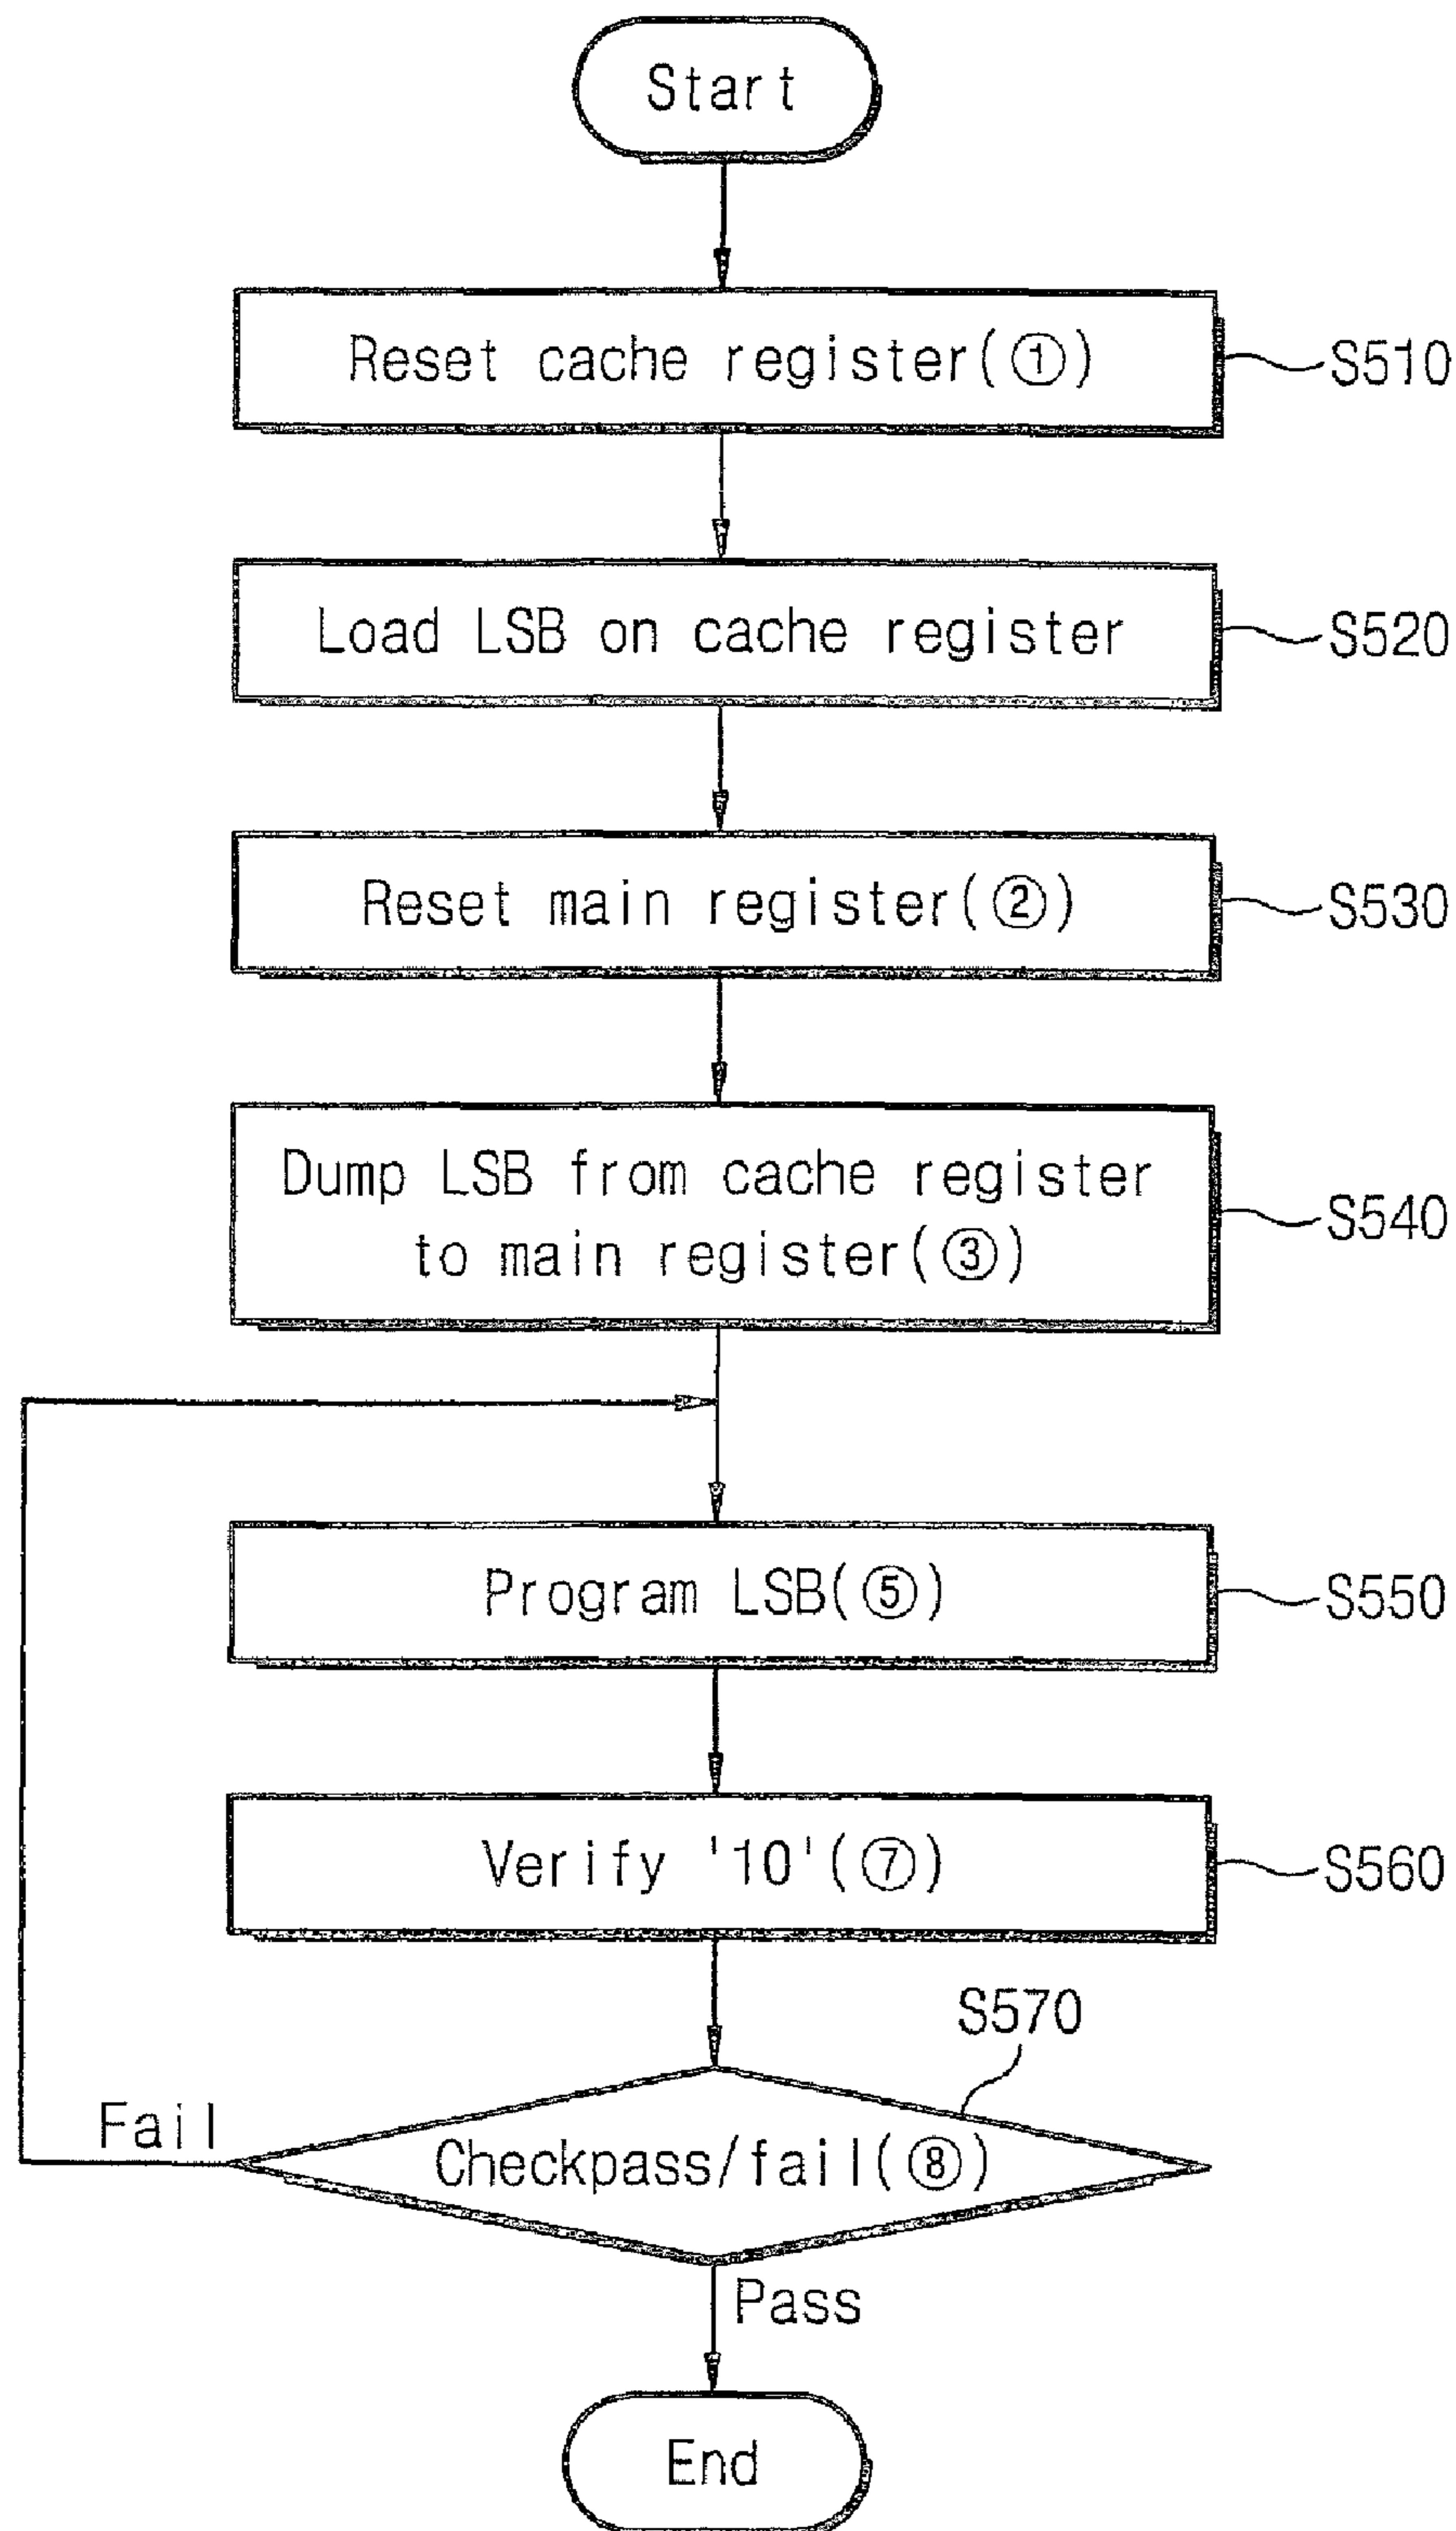 Start
Reset cache register(①)
S510
Load LSB on cache register
S520
Reset main register(②)
S530
Dump LSB from cache register
to main register(③)
S540
Program LSB(⑤)
S550
Verify '10'(⑦)
S560
S570
Fail
Checkpass/fail(⑧)
Pass
End